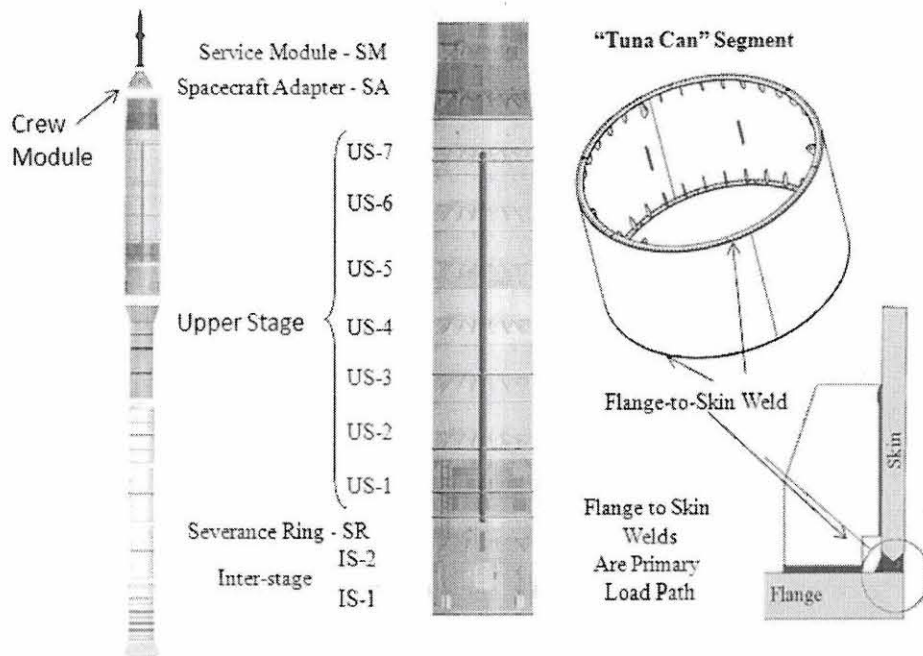 Service Module - SM
Spacecraft Adapter - SA
Crew
Module
US-7
US-6
US-5
Upper Stage
US-4
US-3
US-2
US-1
Severance Ring - SR
IS-2
Inter-stage
IS-1
“Tuna Can” Segment
Flange-to-Skin Weld
Flange to Skin
Welds
Are Primary
Load Path
Skin
Flange